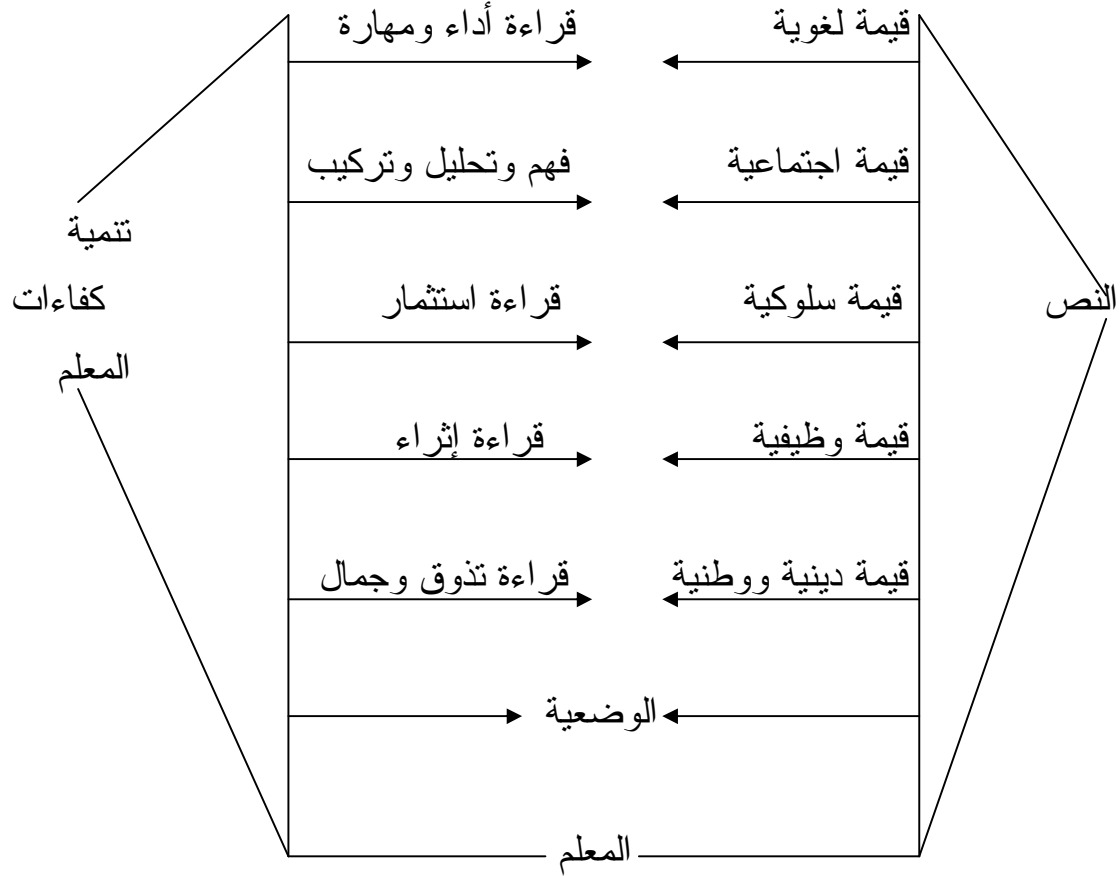 قيمة لغوية
قراءة أداء ومهارة
قيمة اجتماعية
فهم وتحليل وتركيب
تنمية
النص
قيمة سلوكية
قراءة استثمار
كفاءات
المعلم
قيمة وظيفية
قراءة إثراء
قيمة دينية ووطنية
قراءة تذوق وجمال
الوضعية
المعلم